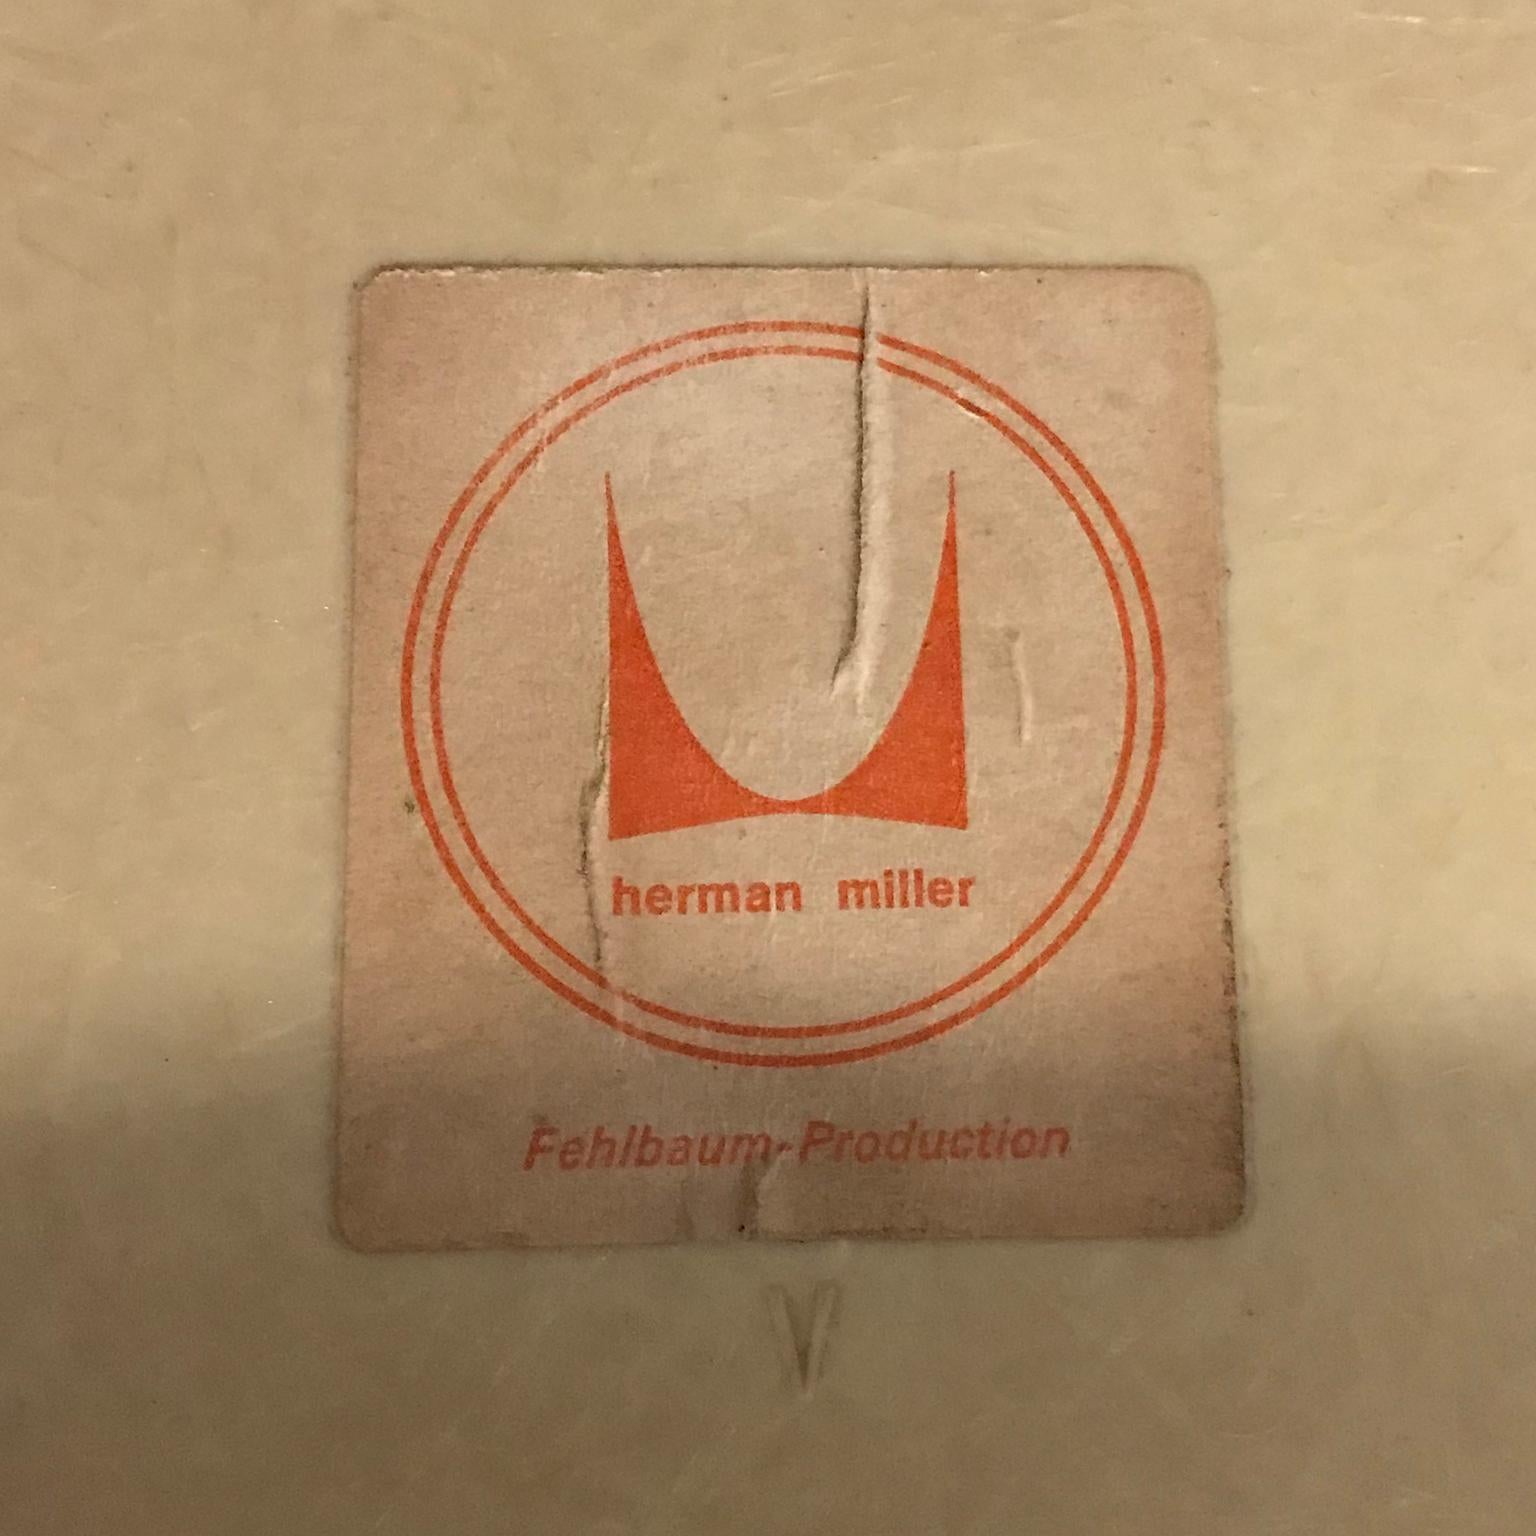 herman miller
Fehlbaum-Production
V